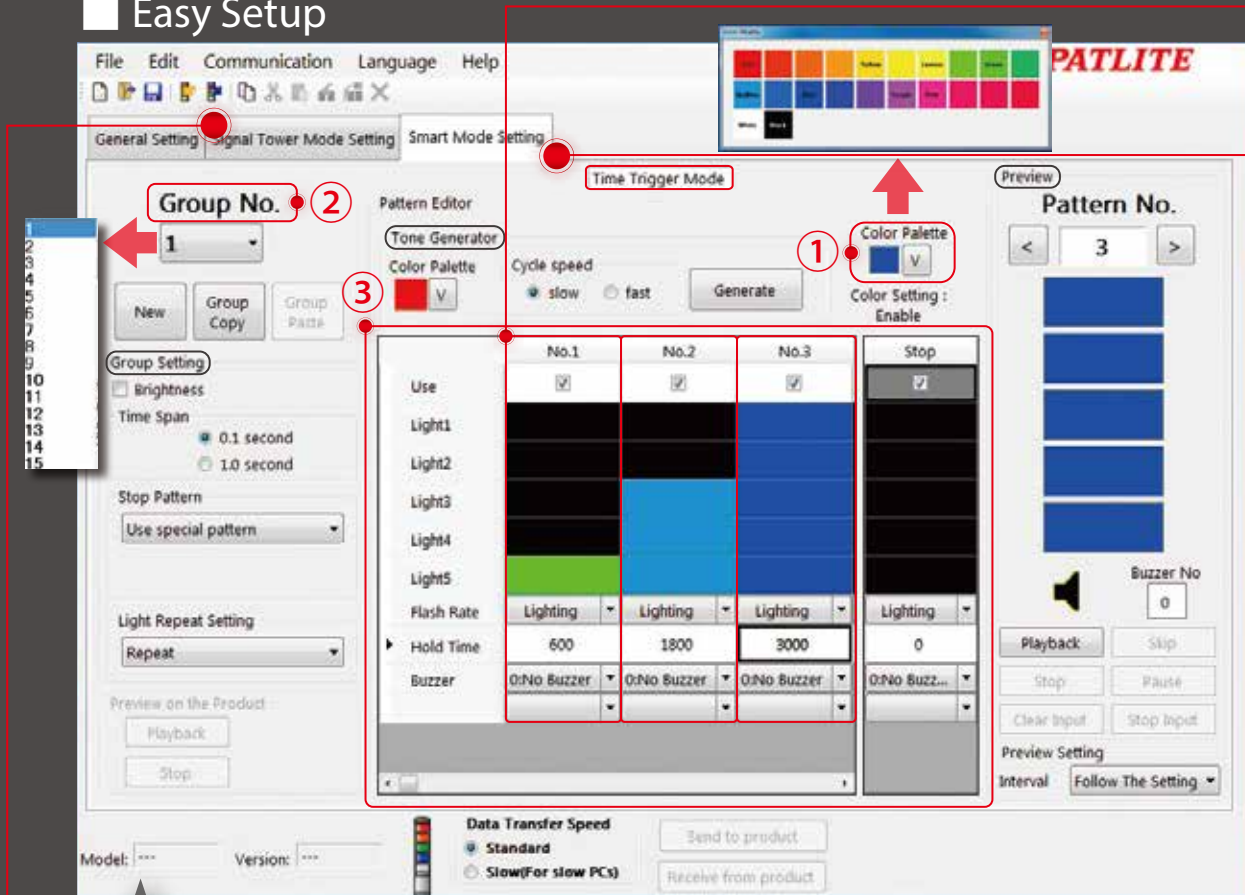 Easy Setup
File Edit Communication Language Help
PATLITE
General Setting Signal Tower Mode Setting Smart Mode Setting
Time Trigger Mode
Preview
Group No. ②
Pattern Editor
Pattern No.
1
2
3
4
5
6
7
8
9
10
11
12
13
14
15
1
Tone Generator
Color Palette
V
Cycle speed
slow fast
Generate
①
Color Palette
V
Color Setting :
Enable
< 3 >
③
New Group Copy Group Paste
Group Setting
Brightness
Time Span
0.1 second
1.0 second
Stop Pattern
Use special pattern
Light Repeat Setting
Repeat
Preview on the Product
Playback
Stop
No.1 No.2 No.3 Stop
Use
Light1
Light2
Light3
Light4
Light5
Flash Rate Lighting Lighting Lighting Lighting
Hold Time 600 1800 3000 0
Buzzer 0:No Buzzer 0:No Buzzer 0:No Buzzer 0:No Buzz...
Buzzer No
0
Playback Skip
Stop Pause
Clear Input Stop Input
Preview Setting
Interval Follow The Setting
Model: --- Version: ---
Data Transfer Speed
Standard
Slow(For slow PCs)
Send to product
Receive from product